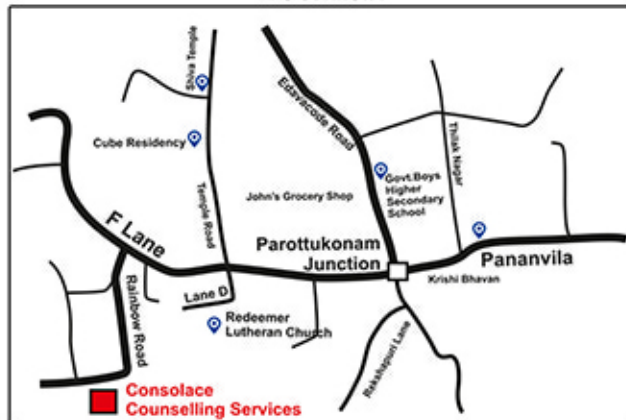 Shiva Temple
Cube Residency
Edavacode Road
Thilak Nagar
John's Grocery Shop
Govt.Boys
Higher
Secondary
School
Temple Road
F Lane
Parottukonam
Junction
Pananvila
Krishi Bhavan
Rainbow Road
Lane D
Redeemer
Lutheran Church
Rakshapuri Lane
Consolace
Counselling Services